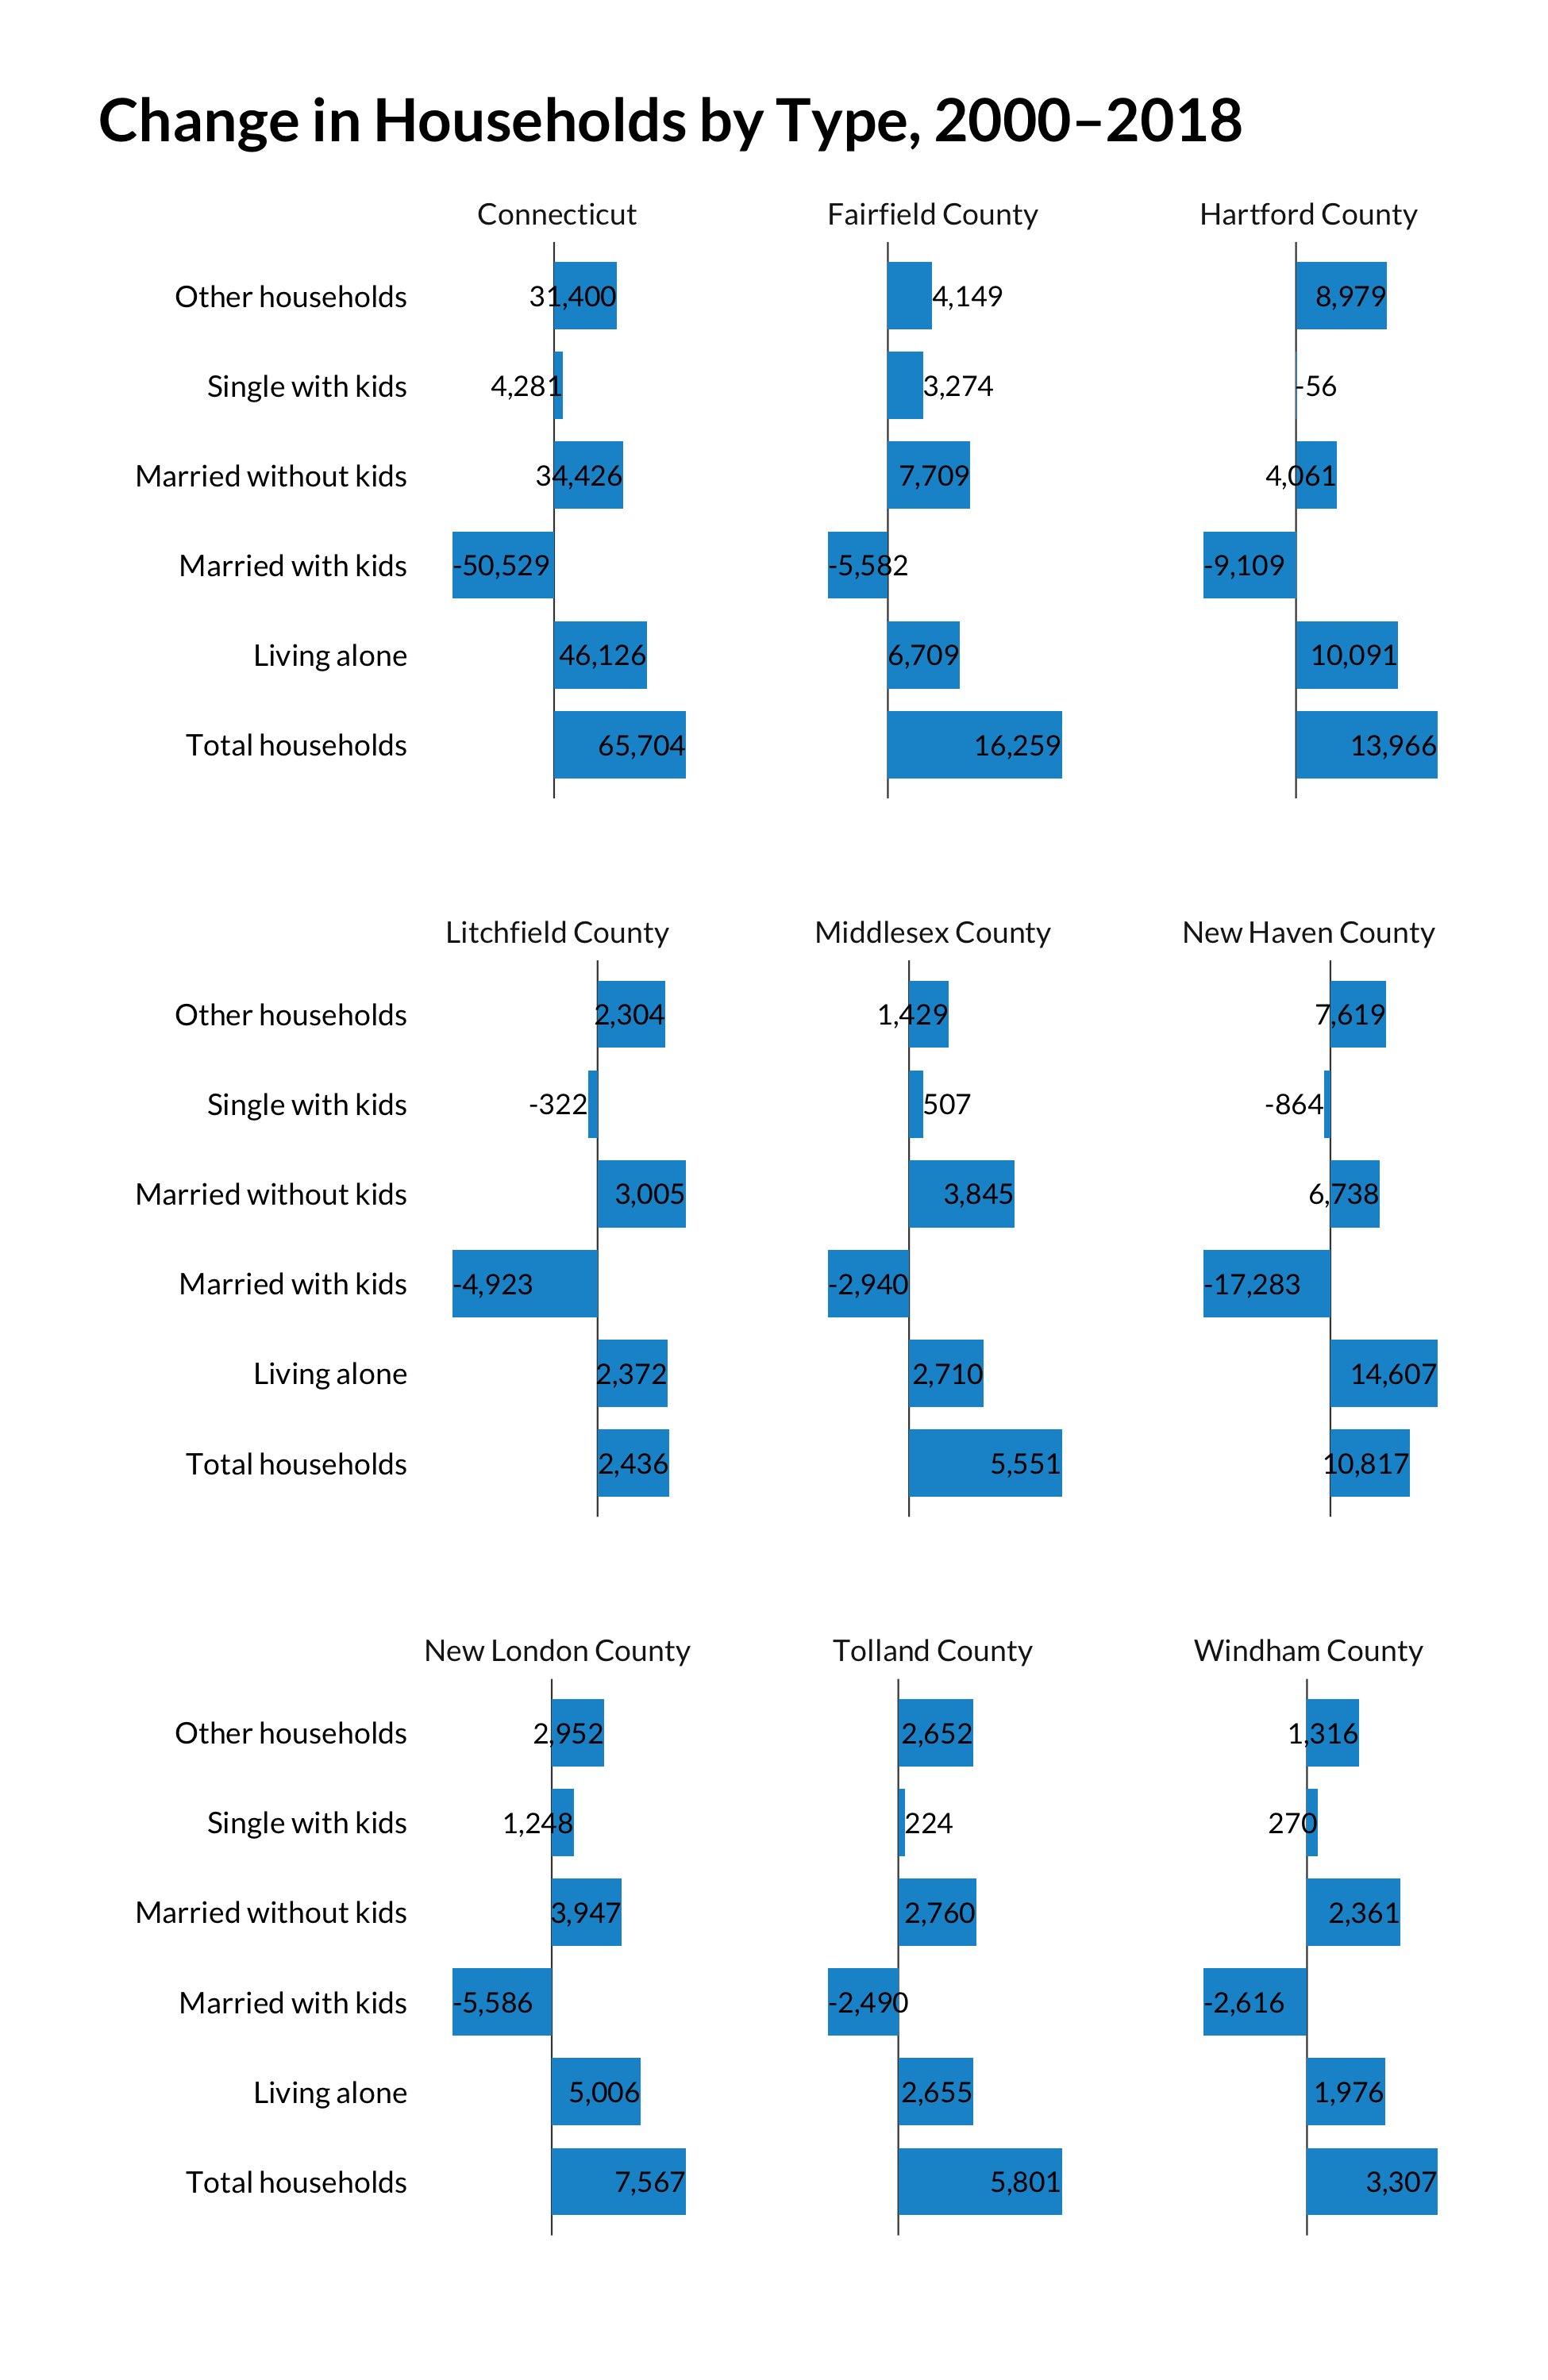 Change in Households by Type, 2000–2018
Connecticut Fairfield County Hartford County
Other households 31,400 4,149 8,979
Single with kids 4,281 3,274 -56
Married without kids 34,426 7,709 4,061
Married with kids -50,529 -5,582 -9,109
Living alone 46,126 6,709 10,091
Total households 65,704 16,259 13,966
Litchfield County Middlesex County New Haven County
Other households 2,304 1,429 7,619
Single with kids -322 507 -864
Married without kids 3,005 3,845 6,738
Married with kids -4,923 -2,940 -17,283
Living alone 2,372 2,710 14,607
Total households 2,436 5,551 10,817
New London County Tolland County Windham County
Other households 2,952 2,652 1,316
Single with kids 1,248 224 270
Married without kids 3,947 2,760 2,361
Married with kids -5,586 -2,490 -2,616
Living alone 5,006 2,655 1,976
Total households 7,567 5,801 3,307